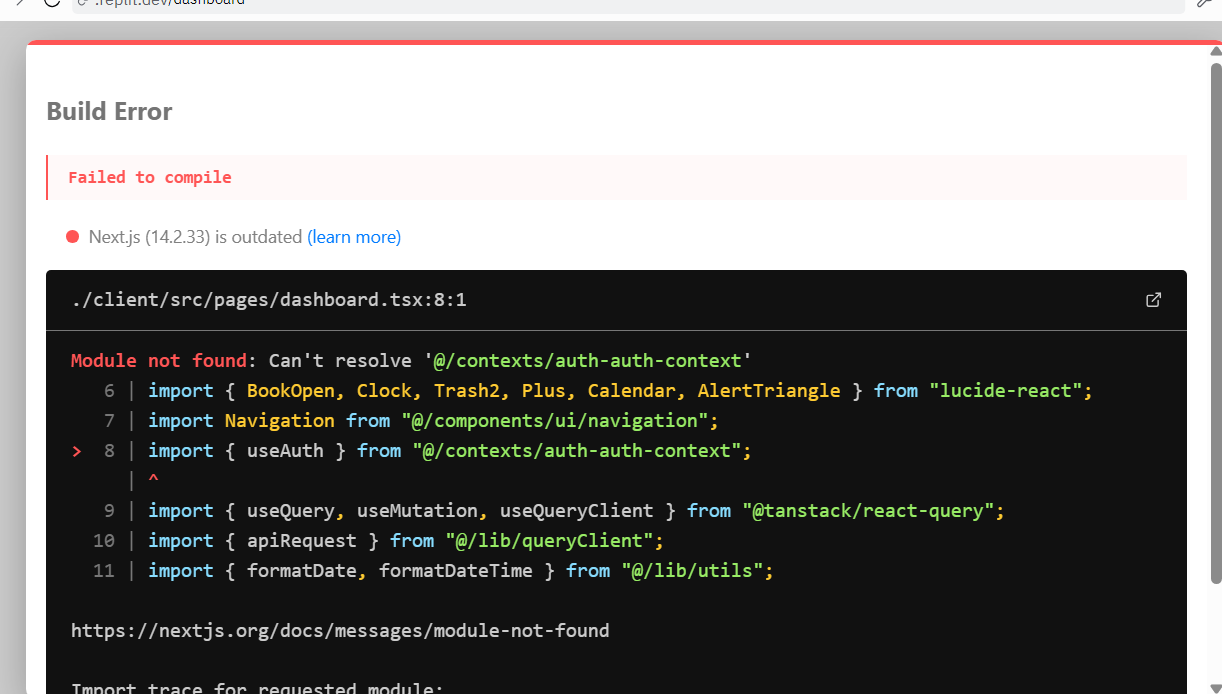 .replit.dev/dashboard
Build Error
Failed to compile
Next.js (14.2.33) is outdated (learn more)
./client/src/pages/dashboard.tsx:8:1
Module not found: Can't resolve '@/contexts/auth-auth-context'
6 | import { BookOpen, Clock, Trash2, Plus, Calendar, AlertTriangle } from "lucide-react";
7 | import Navigation from "@/components/ui/navigation";
> 8 | import { useAuth } from "@/contexts/auth-auth-context";
| ^
9 | import { useQuery, useMutation, useQueryClient } from "@tanstack/react-query";
10 | import { apiRequest } from "@/lib/queryClient";
11 | import { formatDate, formatDateTime } from "@/lib/utils";
https://nextjs.org/docs/messages/module-not-found
Import trace for requested module: